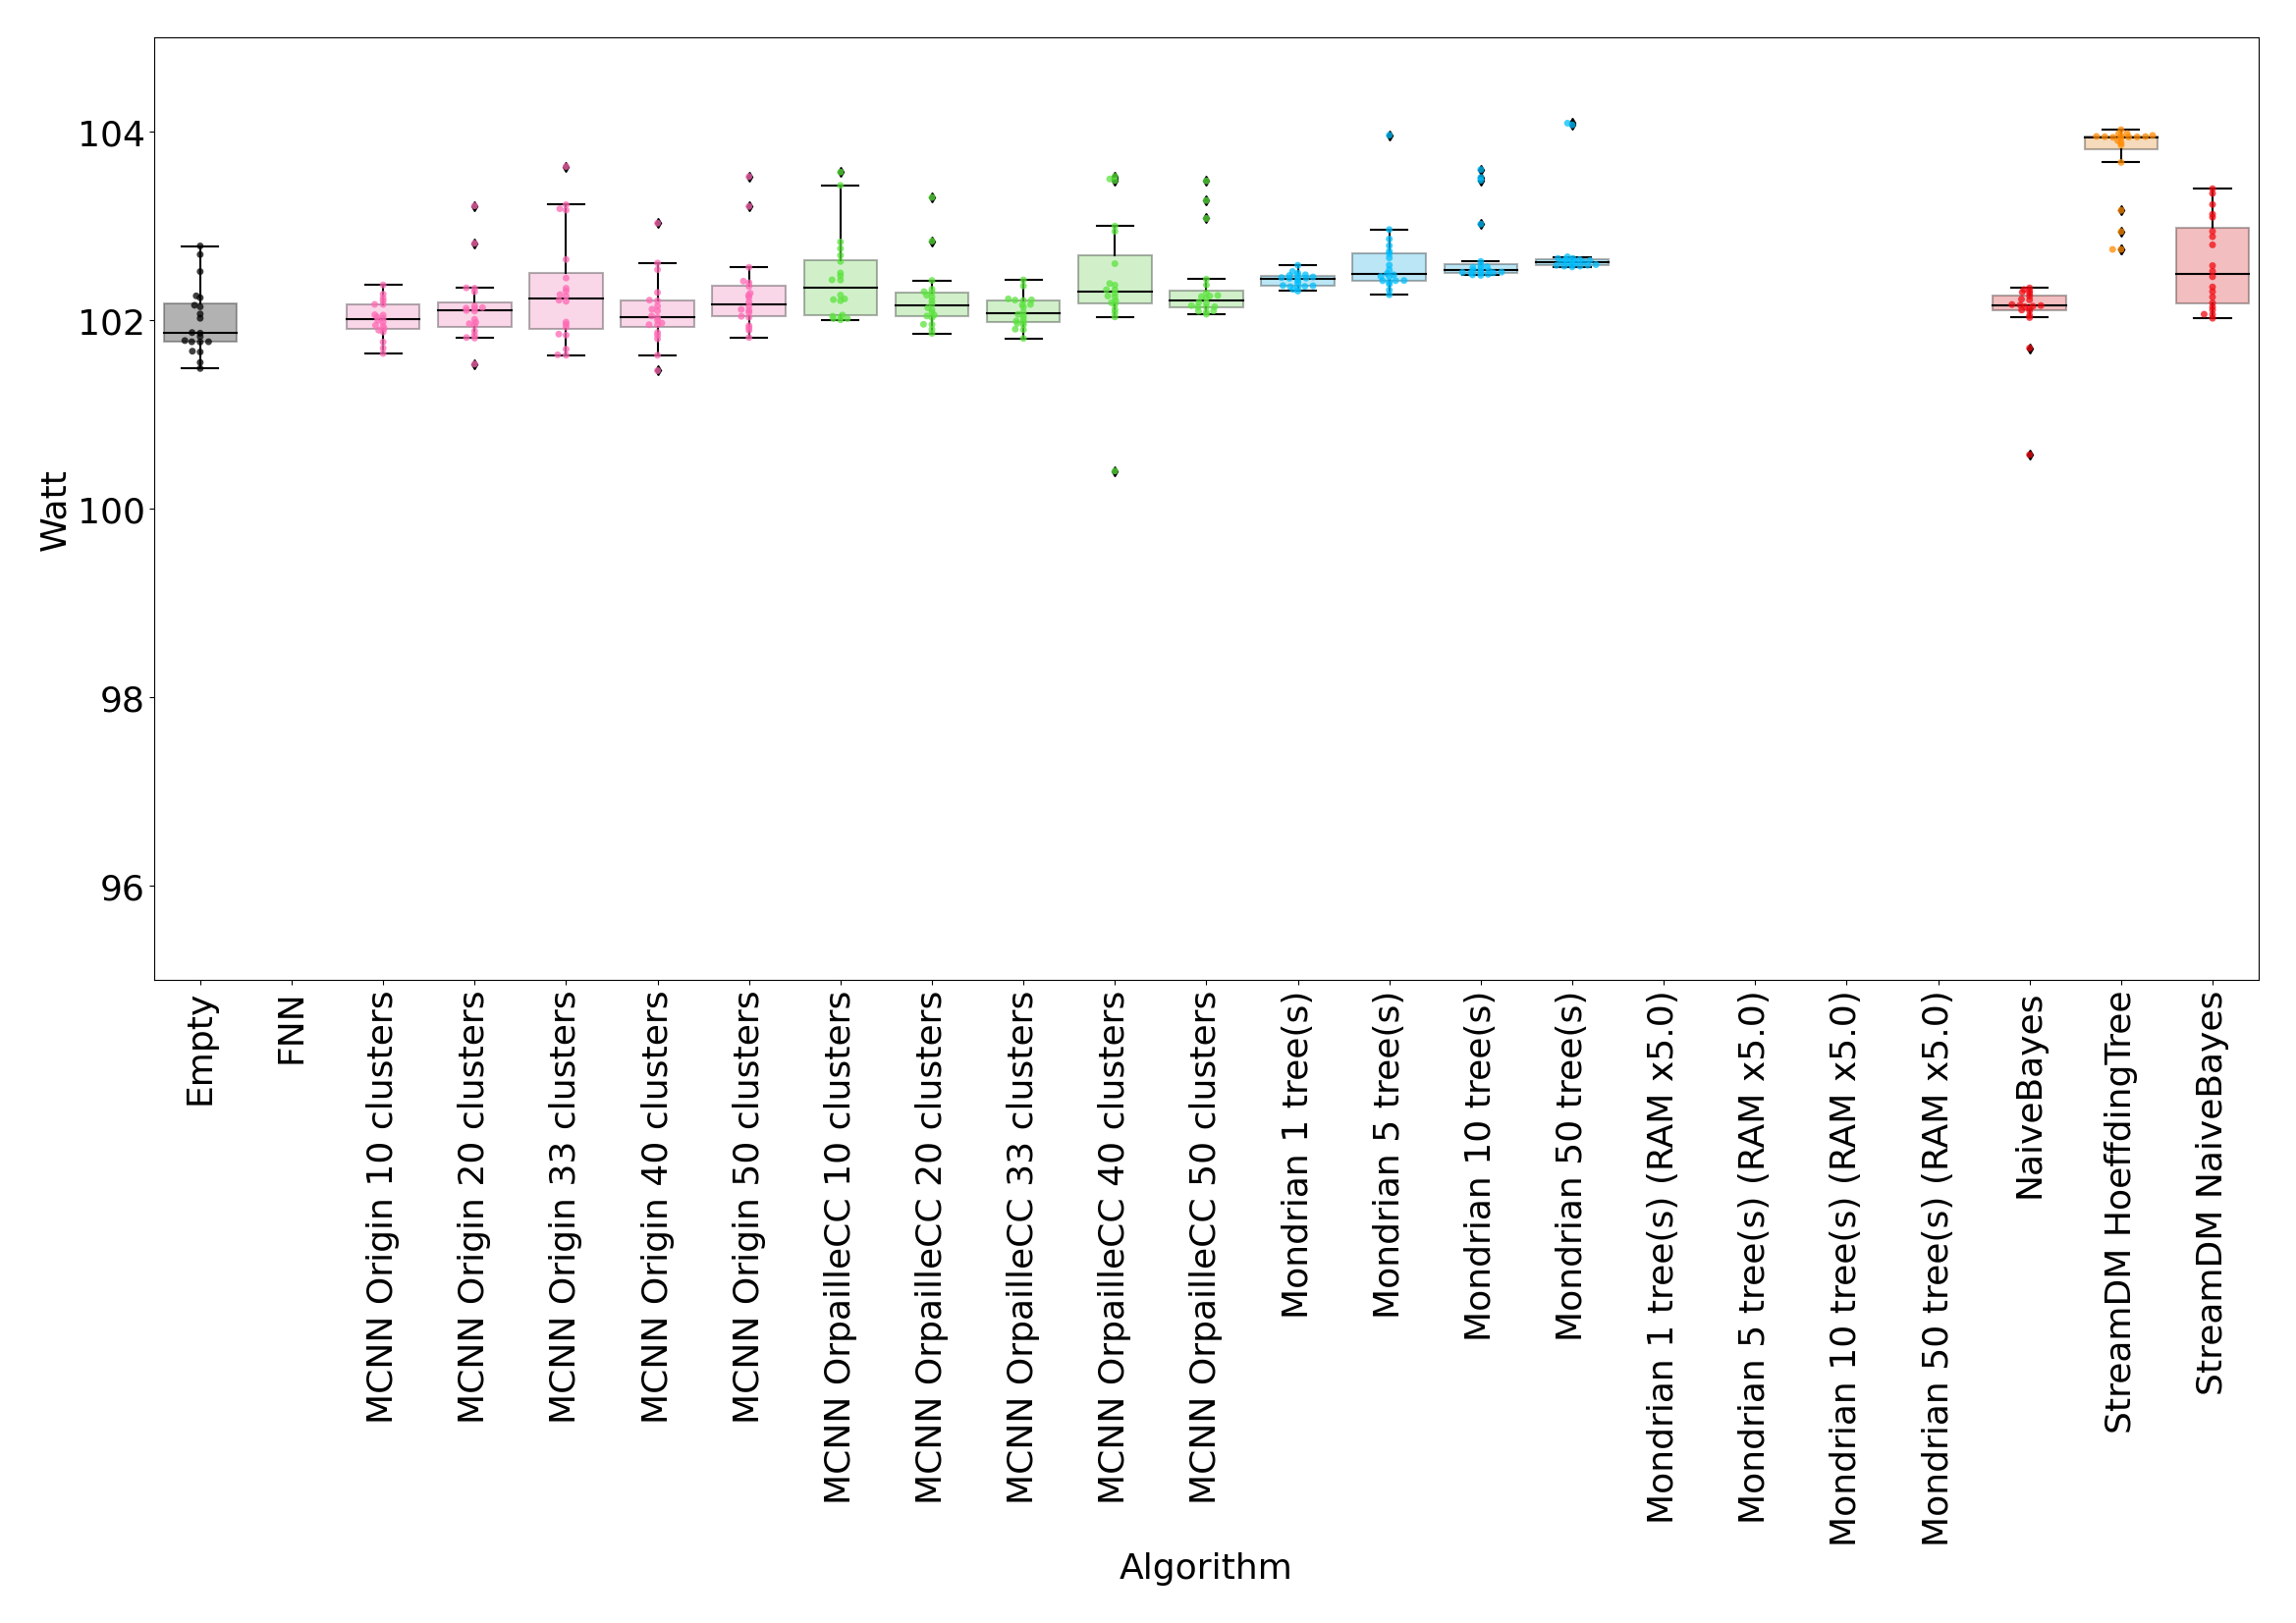 104
102
100
98
96
Watt
Empty
FNN
MCNN Origin 10 clusters
MCNN Origin 20 clusters
MCNN Origin 33 clusters
MCNN Origin 40 clusters
MCNN Origin 50 clusters
MCNN OrpailleCC 10 clusters
MCNN OrpailleCC 20 clusters
MCNN OrpailleCC 33 clusters
MCNN OrpailleCC 40 clusters
MCNN OrpailleCC 50 clusters
Mondrian 1 tree(s)
Mondrian 5 tree(s)
Mondrian 10 tree(s)
Mondrian 50 tree(s)
Mondrian 1 tree(s) (RAM x5.0)
Mondrian 5 tree(s) (RAM x5.0)
Mondrian 10 tree(s) (RAM x5.0)
Mondrian 50 tree(s) (RAM x5.0)
NaiveBayes
StreamDM HoeffdingTree
StreamDM NaiveBayes
Algorithm